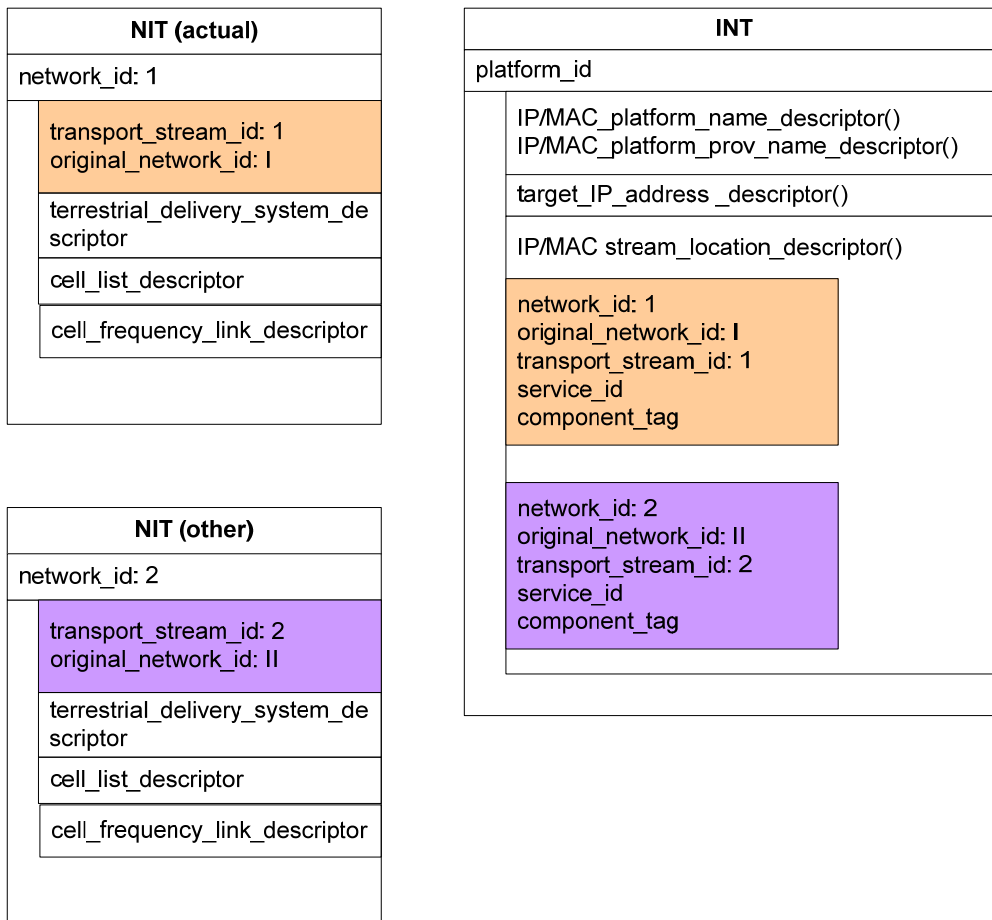 NIT (actual)
network_id: 1
transport_stream_id: 1
original_network_id: I
terrestrial_delivery_system_de
scriptor
cell_list_descriptor
cell_frequency_link_descriptor
NIT (other)
network_id: 2
transport_stream_id: 2
original_network_id: II
terrestrial_delivery_system_de
scriptor
cell_list_descriptor
cell_frequency_link_descriptor
INT
platform_id
IP/MAC_platform_name_descriptor()
IP/MAC_platform_prov_name_descriptor()
target_IP_address _descriptor()
IP/MAC stream_location_descriptor()
network_id: 1
original_network_id: I
transport_stream_id: 1
service_id
component_tag
network_id: 2
original_network_id: II
transport_stream_id: 2
service_id
component_tag